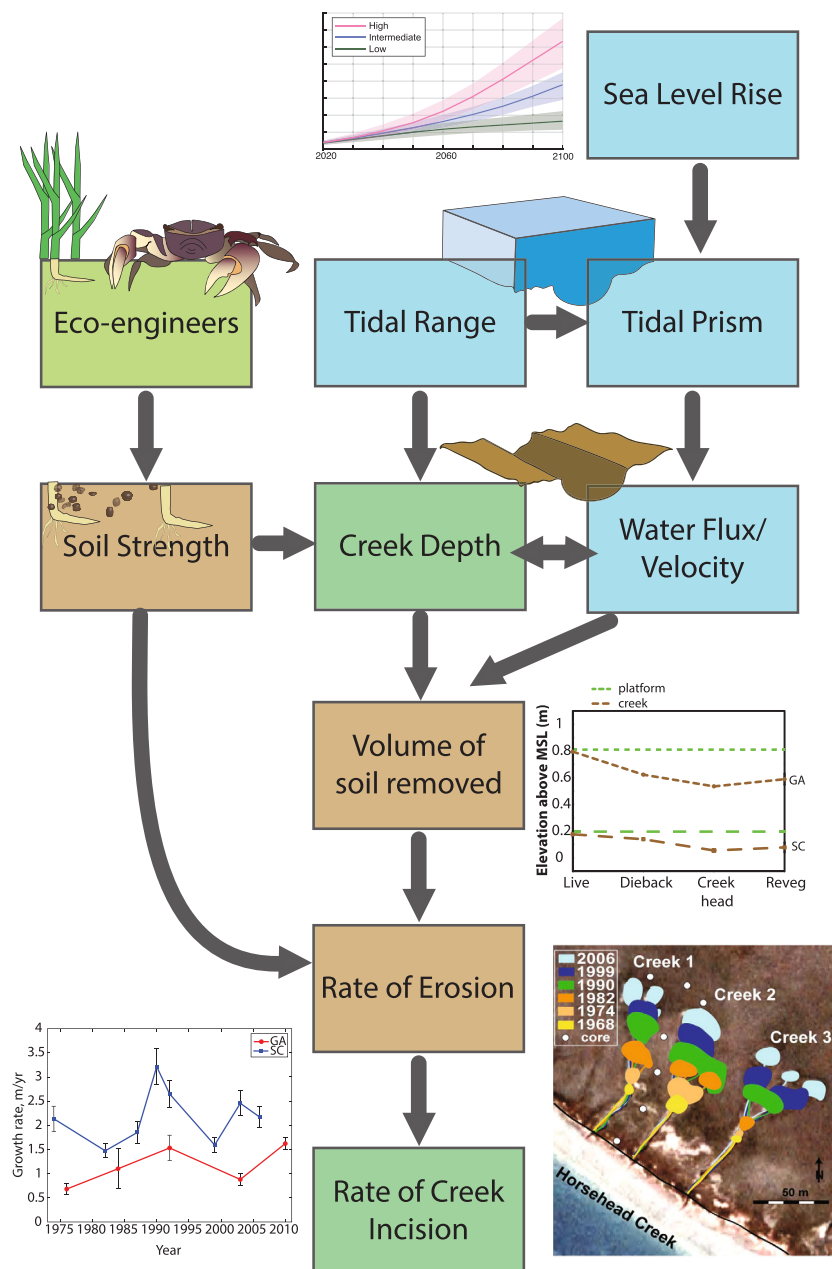 High
Intermediate
Low
2020
2060
2100
Sea Level Rise
Eco-engineers
Tidal Range
Tidal Prism
Soil Strength
Creek Depth
Water Flux/
Velocity
Volume of
soil removed
platform
creek
Elevation above MSL (m)
1
0.8
0.6
0.4
0.2
0
GA
SC
Live
Dieback
Creek
head
Reveg
Rate of Erosion
2006
1999
1990
1982
1974
1968
core
Creek 1
Creek 2
Creek 3
N
50 m
Horsehead Creek
Growth rate, m/yr
4
3.5
3
2.5
2
1.5
1
0.5
0
GA
SC
1975 1980 1985 1990 1995 2000 2005 2010
Year
Rate of Creek
Incision